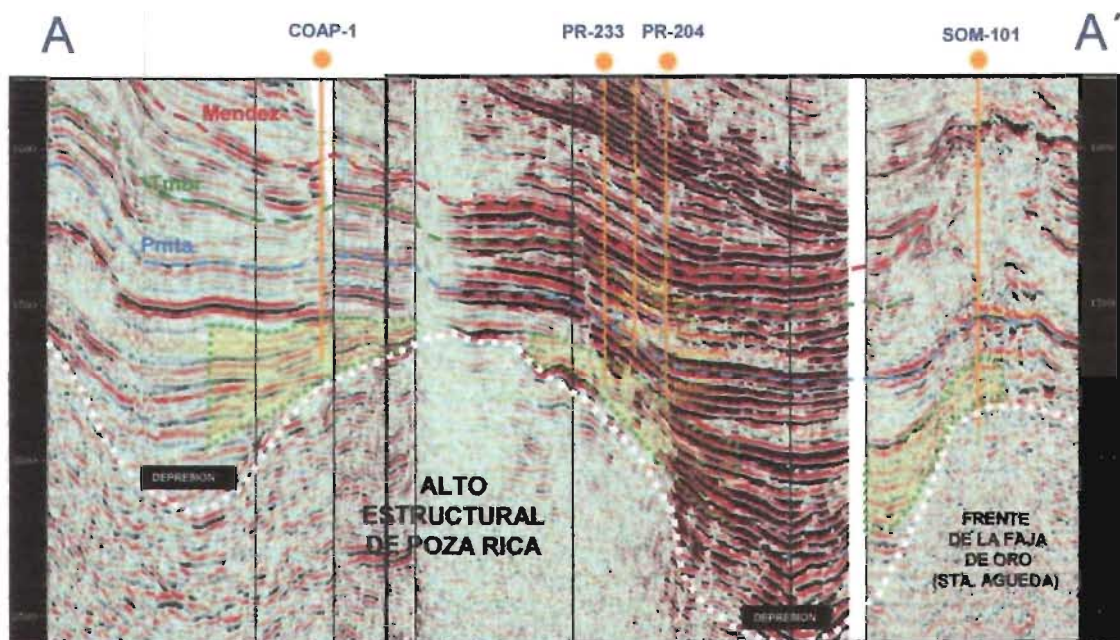 A
COAP-1
PR-233
PR-204
SOM-101
A´
Mendez
Pmta
DEPRESION
ALTO
ESTRUCTURAL
DE POZA RICA
FRENTE
DE LA FAJA
DE ORO
(STA. AGUEDA)
DEPRESION